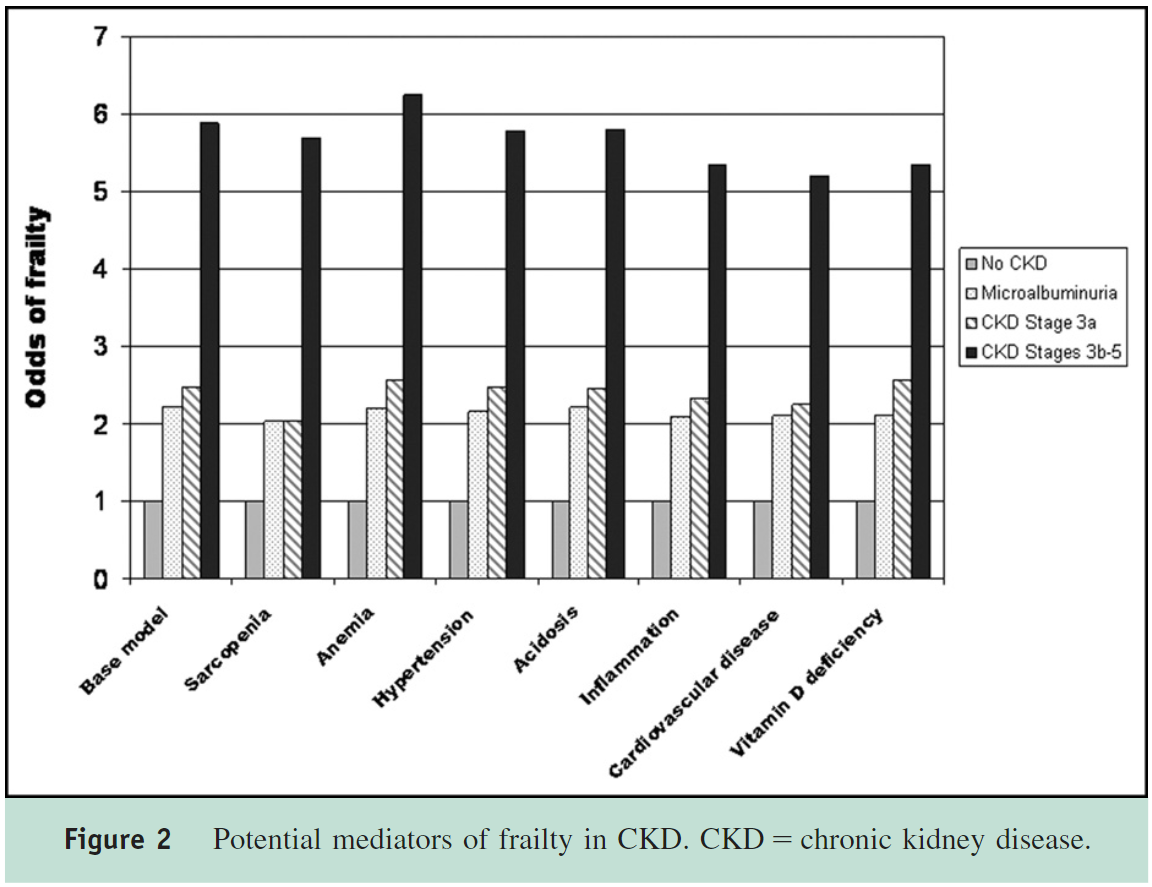 7
6
5
4
3
2
1
0
Odds of frailty
Base model
Sarcopenia
Anemia
Hypertension
Acidosis
Inflammation
Cardiovascular disease
Vitamin D deficiency
No CKD
Microalbuminuria
CKD Stage 3a
CKD Stages 3b-5
Figure 2 Potential mediators of frailty in CKD. CKD = chronic kidney disease.